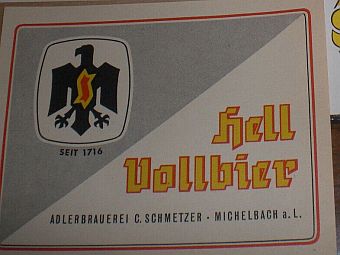 S
SEIT 1716
Hell
Vollbier
ADLERBRAUEREI C. SCHMETZER · MICHELBACH a. L.